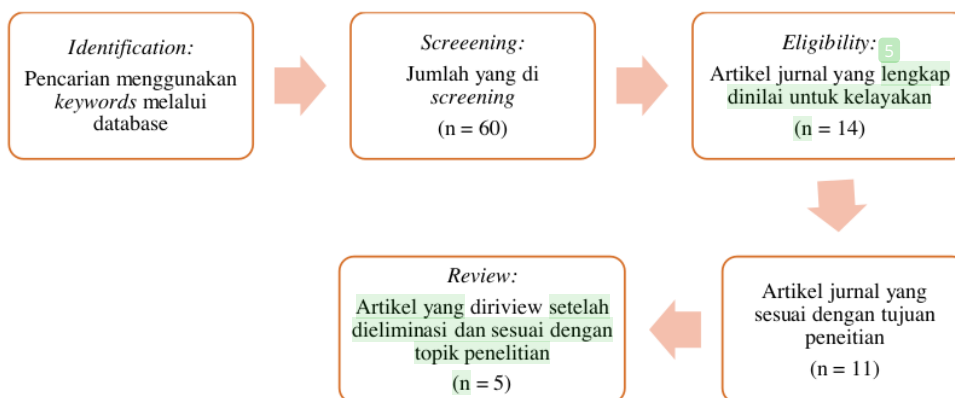 Identification:
Pencarian menggunakan
keywords melalui
database
Screeening:
Jumlah yang di
screening
(n = 60)
Eligibility:
5
Artikel jurnal yang lengkap
dinilai untuk kelayakan
(n = 14)
Artikel jurnal yang
sesuai dengan tujuan
peneitian
(n = 11)
Review:
Artikel yang diriview setelah
dieliminasi dan sesuai dengan
topik penelitian
(n = 5)